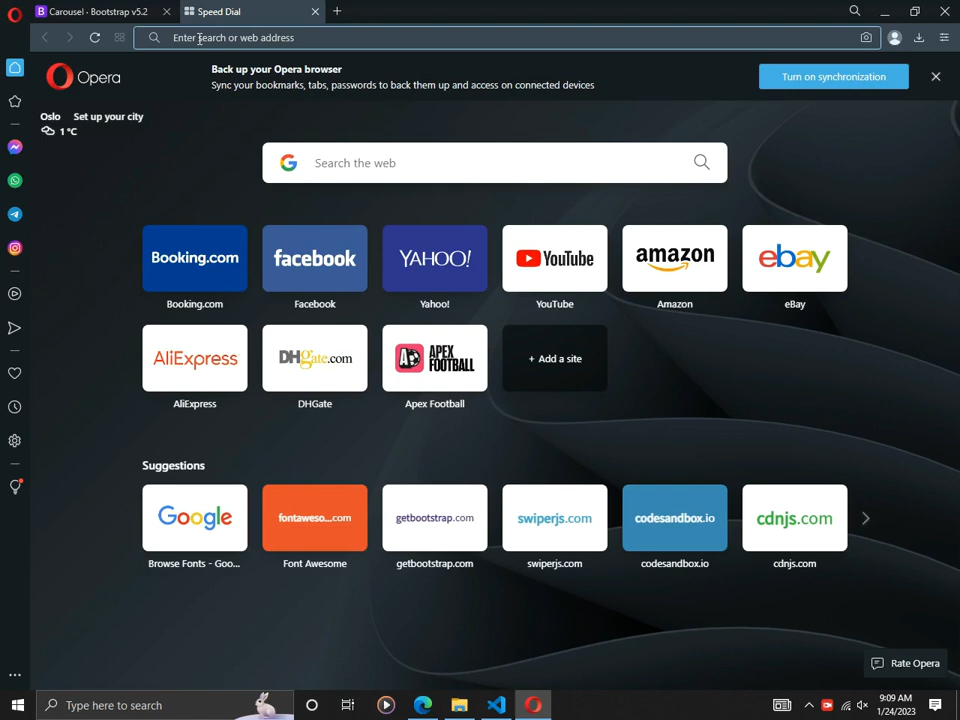 Carousel · Bootstrap v5.2
Speed Dial
Enter search or web address
Opera
Back up your Opera browser
Sync your bookmarks, tabs, passwords to back them up and access on connected devices
Turn on synchronization
Oslo Set up your city
1 °C
Search the web
Booking.com
facebook
YAHOO!
YouTube
amazon
ebay
Booking.com
Facebook
Yahoo!
YouTube
Amazon
eBay
AliExpress
DHgate.com
APEX FOOTBALL
+ Add a site
AliExpress
DHGate
Apex Football
Suggestions
Google
fontaweso....com
getbootstrap.com
swiperjs.com
codesandbox.io
cdnjs.com
Browse Fonts - Goo...
Font Awesome
getbootstrap.com
swiperjs.com
codesandbox.io
cdnjs.com
Rate Opera
Type here to search
9:09 AM
1/24/2023